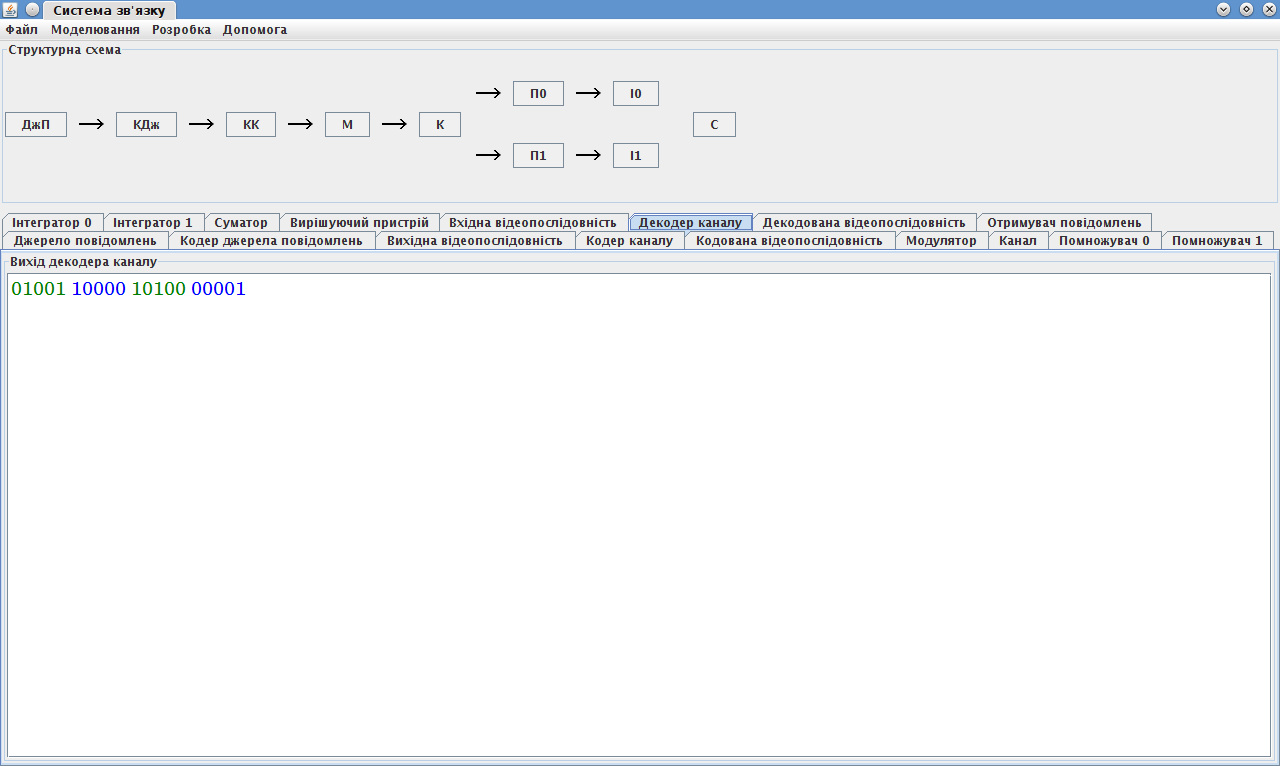 Система зв'язку
Файл Моделювання Розробка Допомога
Структурна схема
П0 І0
ДжП КДж КК М К С
П1 І1
Інтегратор 0 Інтегратор 1 Суматор Вирішуючий пристрій Вхідна відеопослідовність Декодер каналу Декодована відеопослідовність Отримувач повідомлень
Джерело повідомлень Кодер джерела повідомлень Вихідна відеопослідовність Кодер каналу Кодована відеопослідовність Модулятор Канал Помножувач 0 Помножувач 1
Вихід декодера каналу
01001 10000 10100 00001